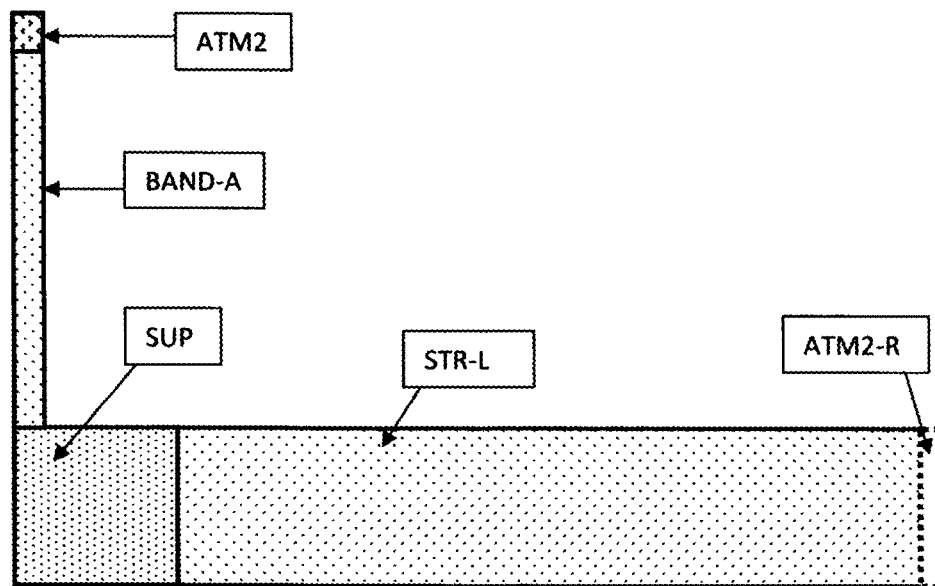 ATM2
BAND-A
SUP
STR-L
ATM2-R